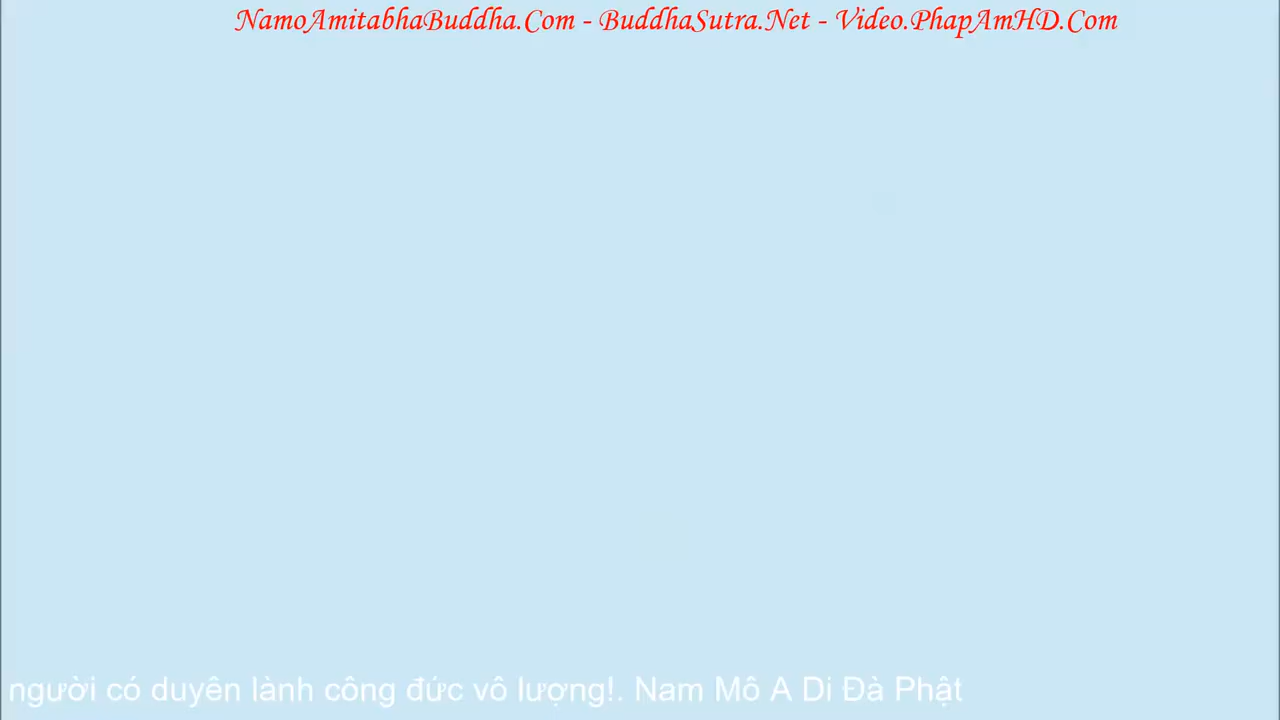 NamoAmitabhaBuddha.Com - BuddhaSutra.Net - Video.PhapAmHD.Com
người có duyên lành công đức vô lượng!. Nam Mô A Di Đà Phật